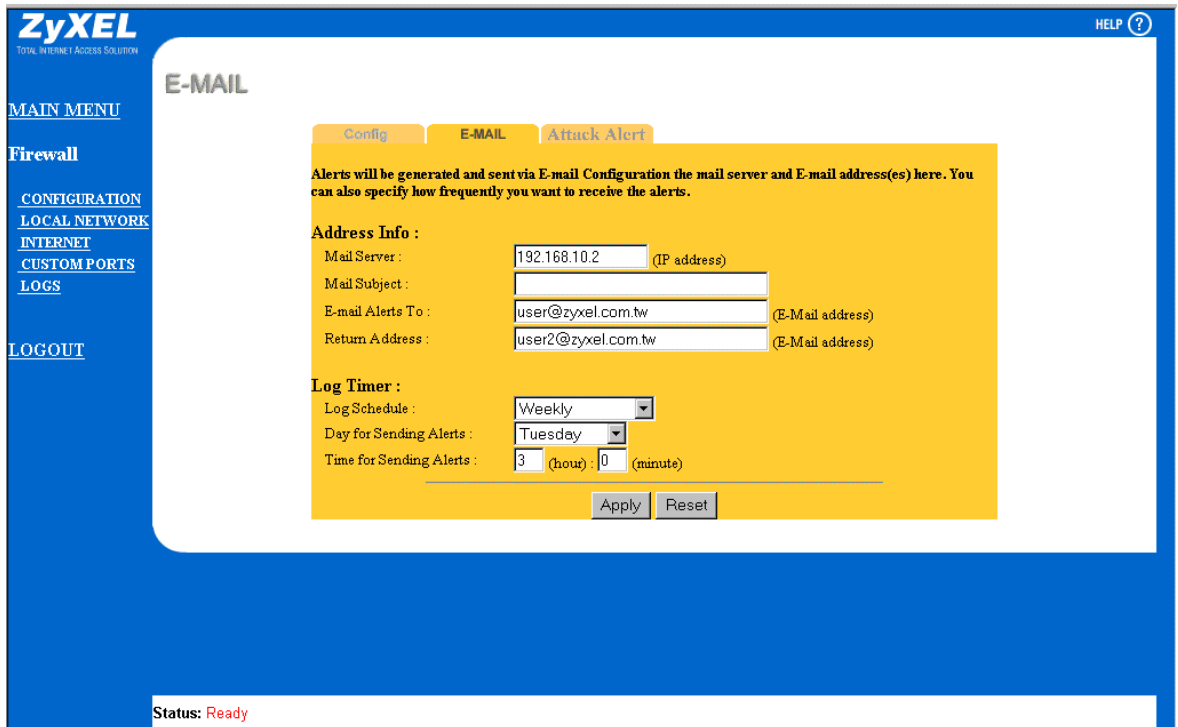 ZyXEL
TOTAL INTERNET ACCESS SOLUTION
HELP ?
E-MAIL
MAIN MENU
Firewall
CONFIGURATION
LOCAL NETWORK
INTERNET
CUSTOM PORTS
LOGS
LOGOUT
Config E-MAIL Attack Alert
Alerts will be generated and sent via E-mail Configuration the mail server and E-mail address(es) here. You
can also specify how frequently you want to receive the alerts.
Address Info :
Mail Server : 192.168.10.2 (IP address)
Mail Subject :
E-mail Alerts To : user@zyxel.com.tw (E-Mail address)
Return Address : user2@zyxel.com.tw (E-Mail address)
Log Timer :
Log Schedule : Weekly
Day for Sending Alerts : Tuesday
Time for Sending Alerts : 3 (hour) : 0 (minute)
Apply Reset
Status: Ready